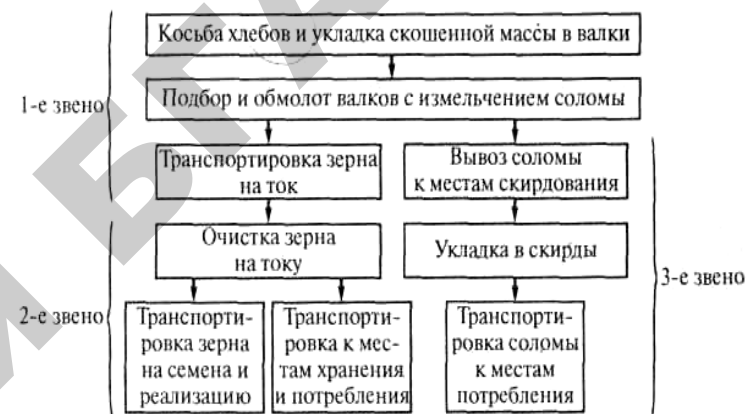 Косьба хлебов и укладка скошенной массы в валки
1-е звено
Подбор и обмолот валков с измельчением соломы
Транспортировка зерна
на ток
Вывоз соломы
к местам скирдования
Очистка зерна
на току
Укладка в скирды
3-е звено
2-е звено
Транспорти-
ровка зерна
на семена и
реализацию
Транспорти-
ровка к мес-
там хранения
и потребления
Транспорти-
ровка соломы
к местам
потребления